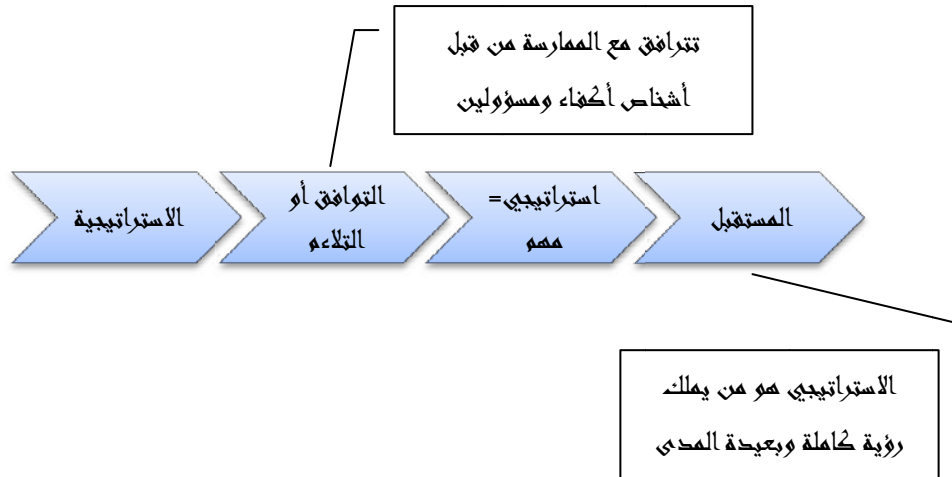 تترافق مع الممارسة من قبل
أشخاص أكفاء ومسؤولين
الاستراتيجية
التوافق أو
التلاءم
استراتيجي=
مهم
المستقبل
الاستراتيجي هو من يملك
رؤية كاملة وبعيدة المدى